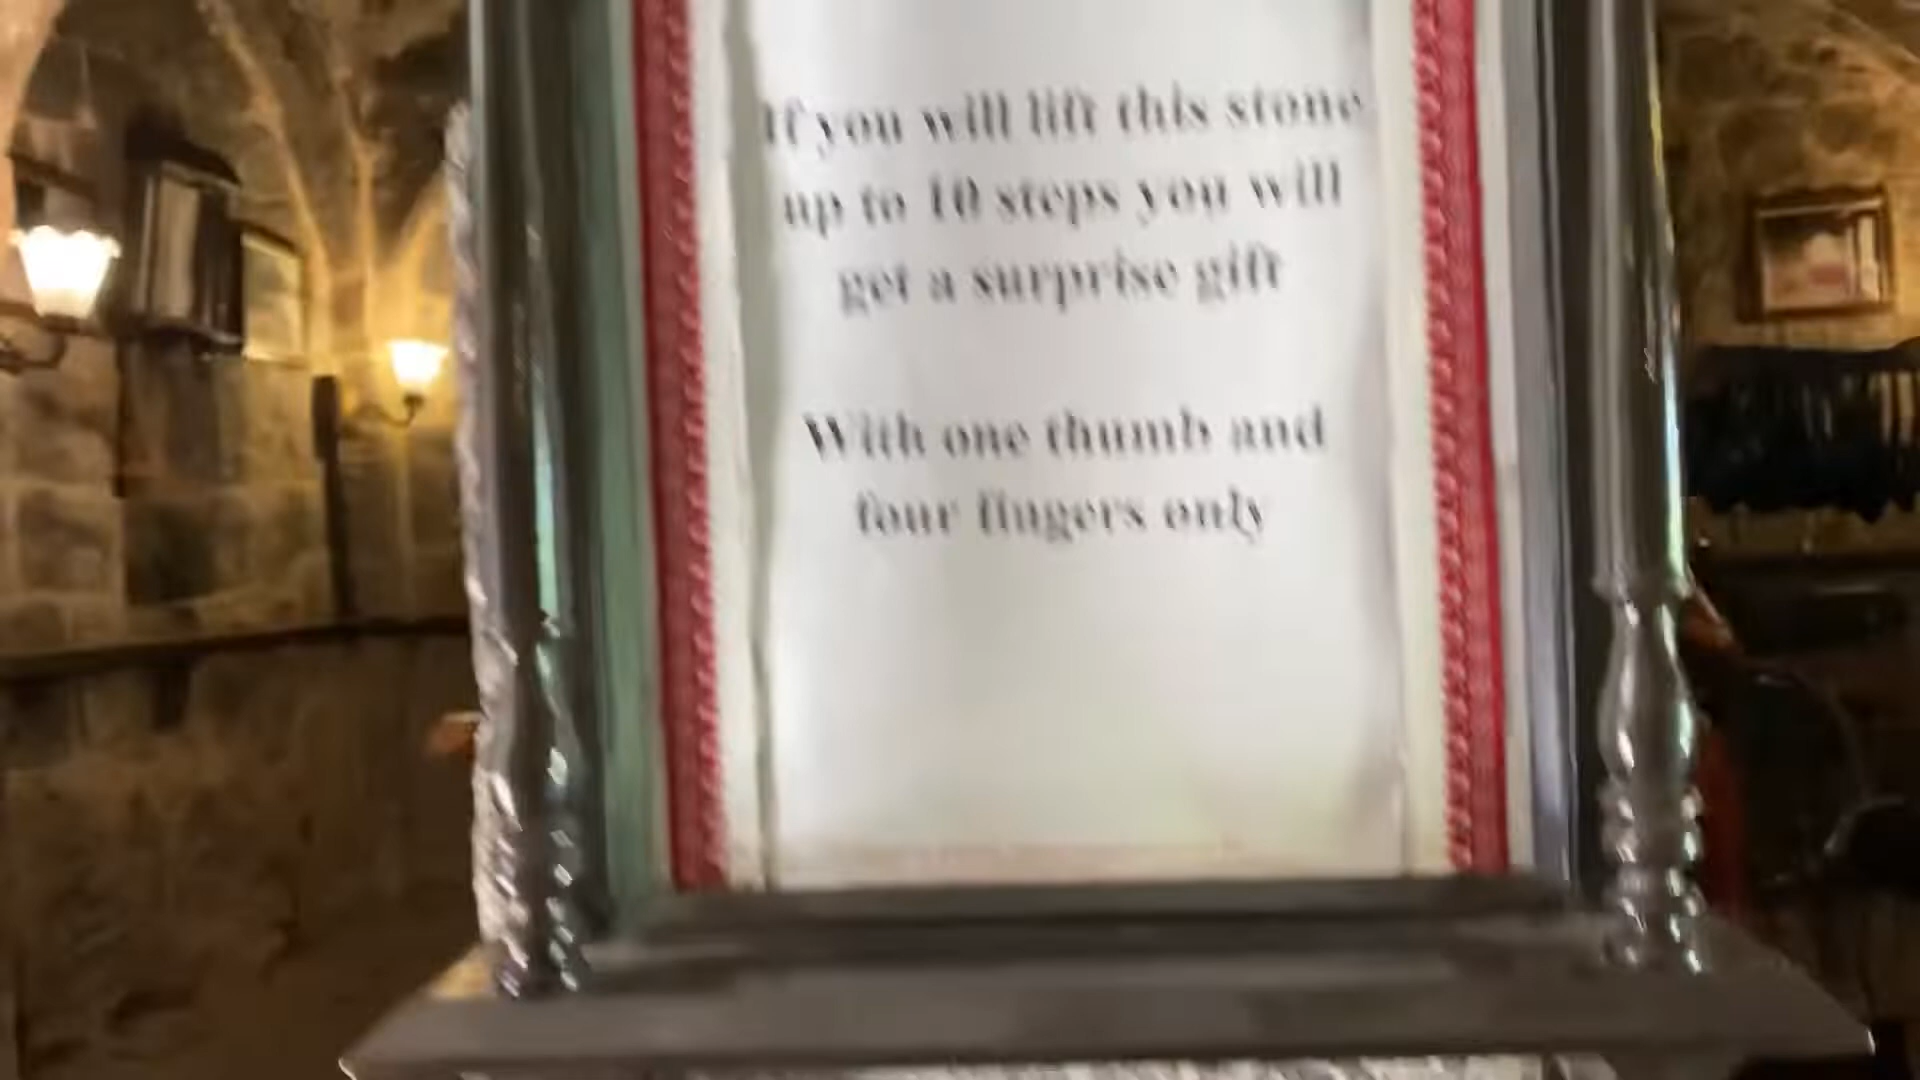 If you will lift this stone
up to 10 steps you will
get a surprise gift
With one thumb and
four fingers only